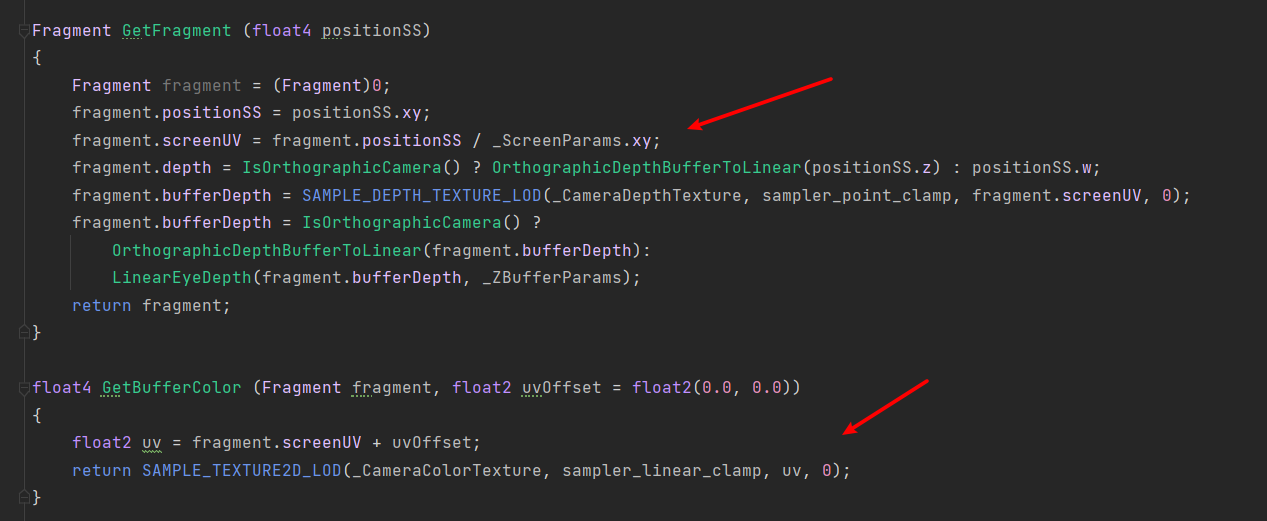 Fragment GetFragment (float4 positionSS)
{
    Fragment fragment = (Fragment)0;
    fragment.positionSS = positionSS.xy;
    fragment.screenUV = fragment.positionSS / _ScreenParams.xy;
    fragment.depth = IsOrthographicCamera() ? OrthographicDepthBufferToLinear(positionSS.z) : positionSS.w;
    fragment.bufferDepth = SAMPLE_DEPTH_TEXTURE_LOD(_CameraDepthTexture, sampler_point_clamp, fragment.screenUV, 0);
    fragment.bufferDepth = IsOrthographicCamera() ?
        OrthographicDepthBufferToLinear(fragment.bufferDepth):
        LinearEyeDepth(fragment.bufferDepth, _ZBufferParams);
    return fragment;
}

float4 GetBufferColor (Fragment fragment, float2 uvOffset = float2(0.0, 0.0))
{
    float2 uv = fragment.screenUV + uvOffset;
    return SAMPLE_TEXTURE2D_LOD(_CameraColorTexture, sampler_linear_clamp, uv, 0);
}